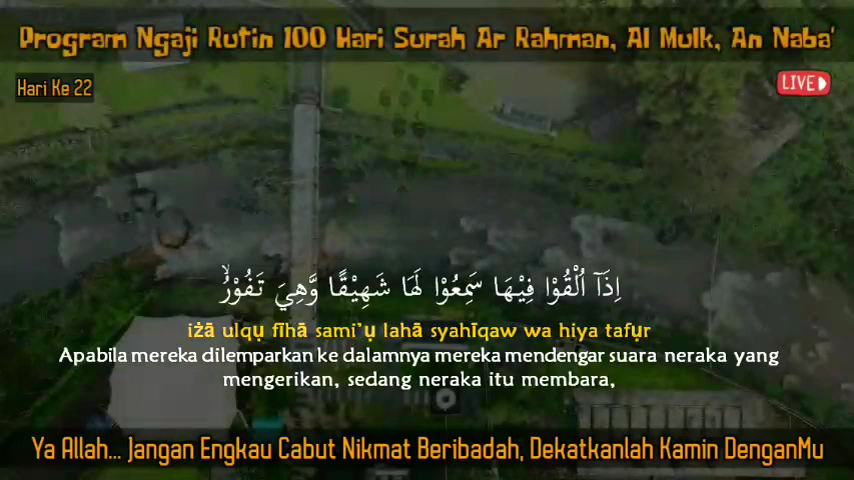 Program Ngaji Rutin 100 Hari Surah Ar Rahman, Al Mulk, An Naba'
Hari Ke 22
LIVE
اِذَآ اُلْقُوْا فِيْهَا سَمِعُوْا لَهَا شَهِيْقًا وَّهِيَ تَفُوْرُۙ
iżā ulqụ fīhā sami'ụ lahā syahīqaw wa hiya tafụr
Apabila mereka dilemparkan ke dalamnya mereka mendengar suara neraka yang
mengerikan, sedang neraka itu membara,
Ya Allah... Jangan Engkau Cabut Nikmat Beribadah, Dekatkanlah Kamin DenganMu